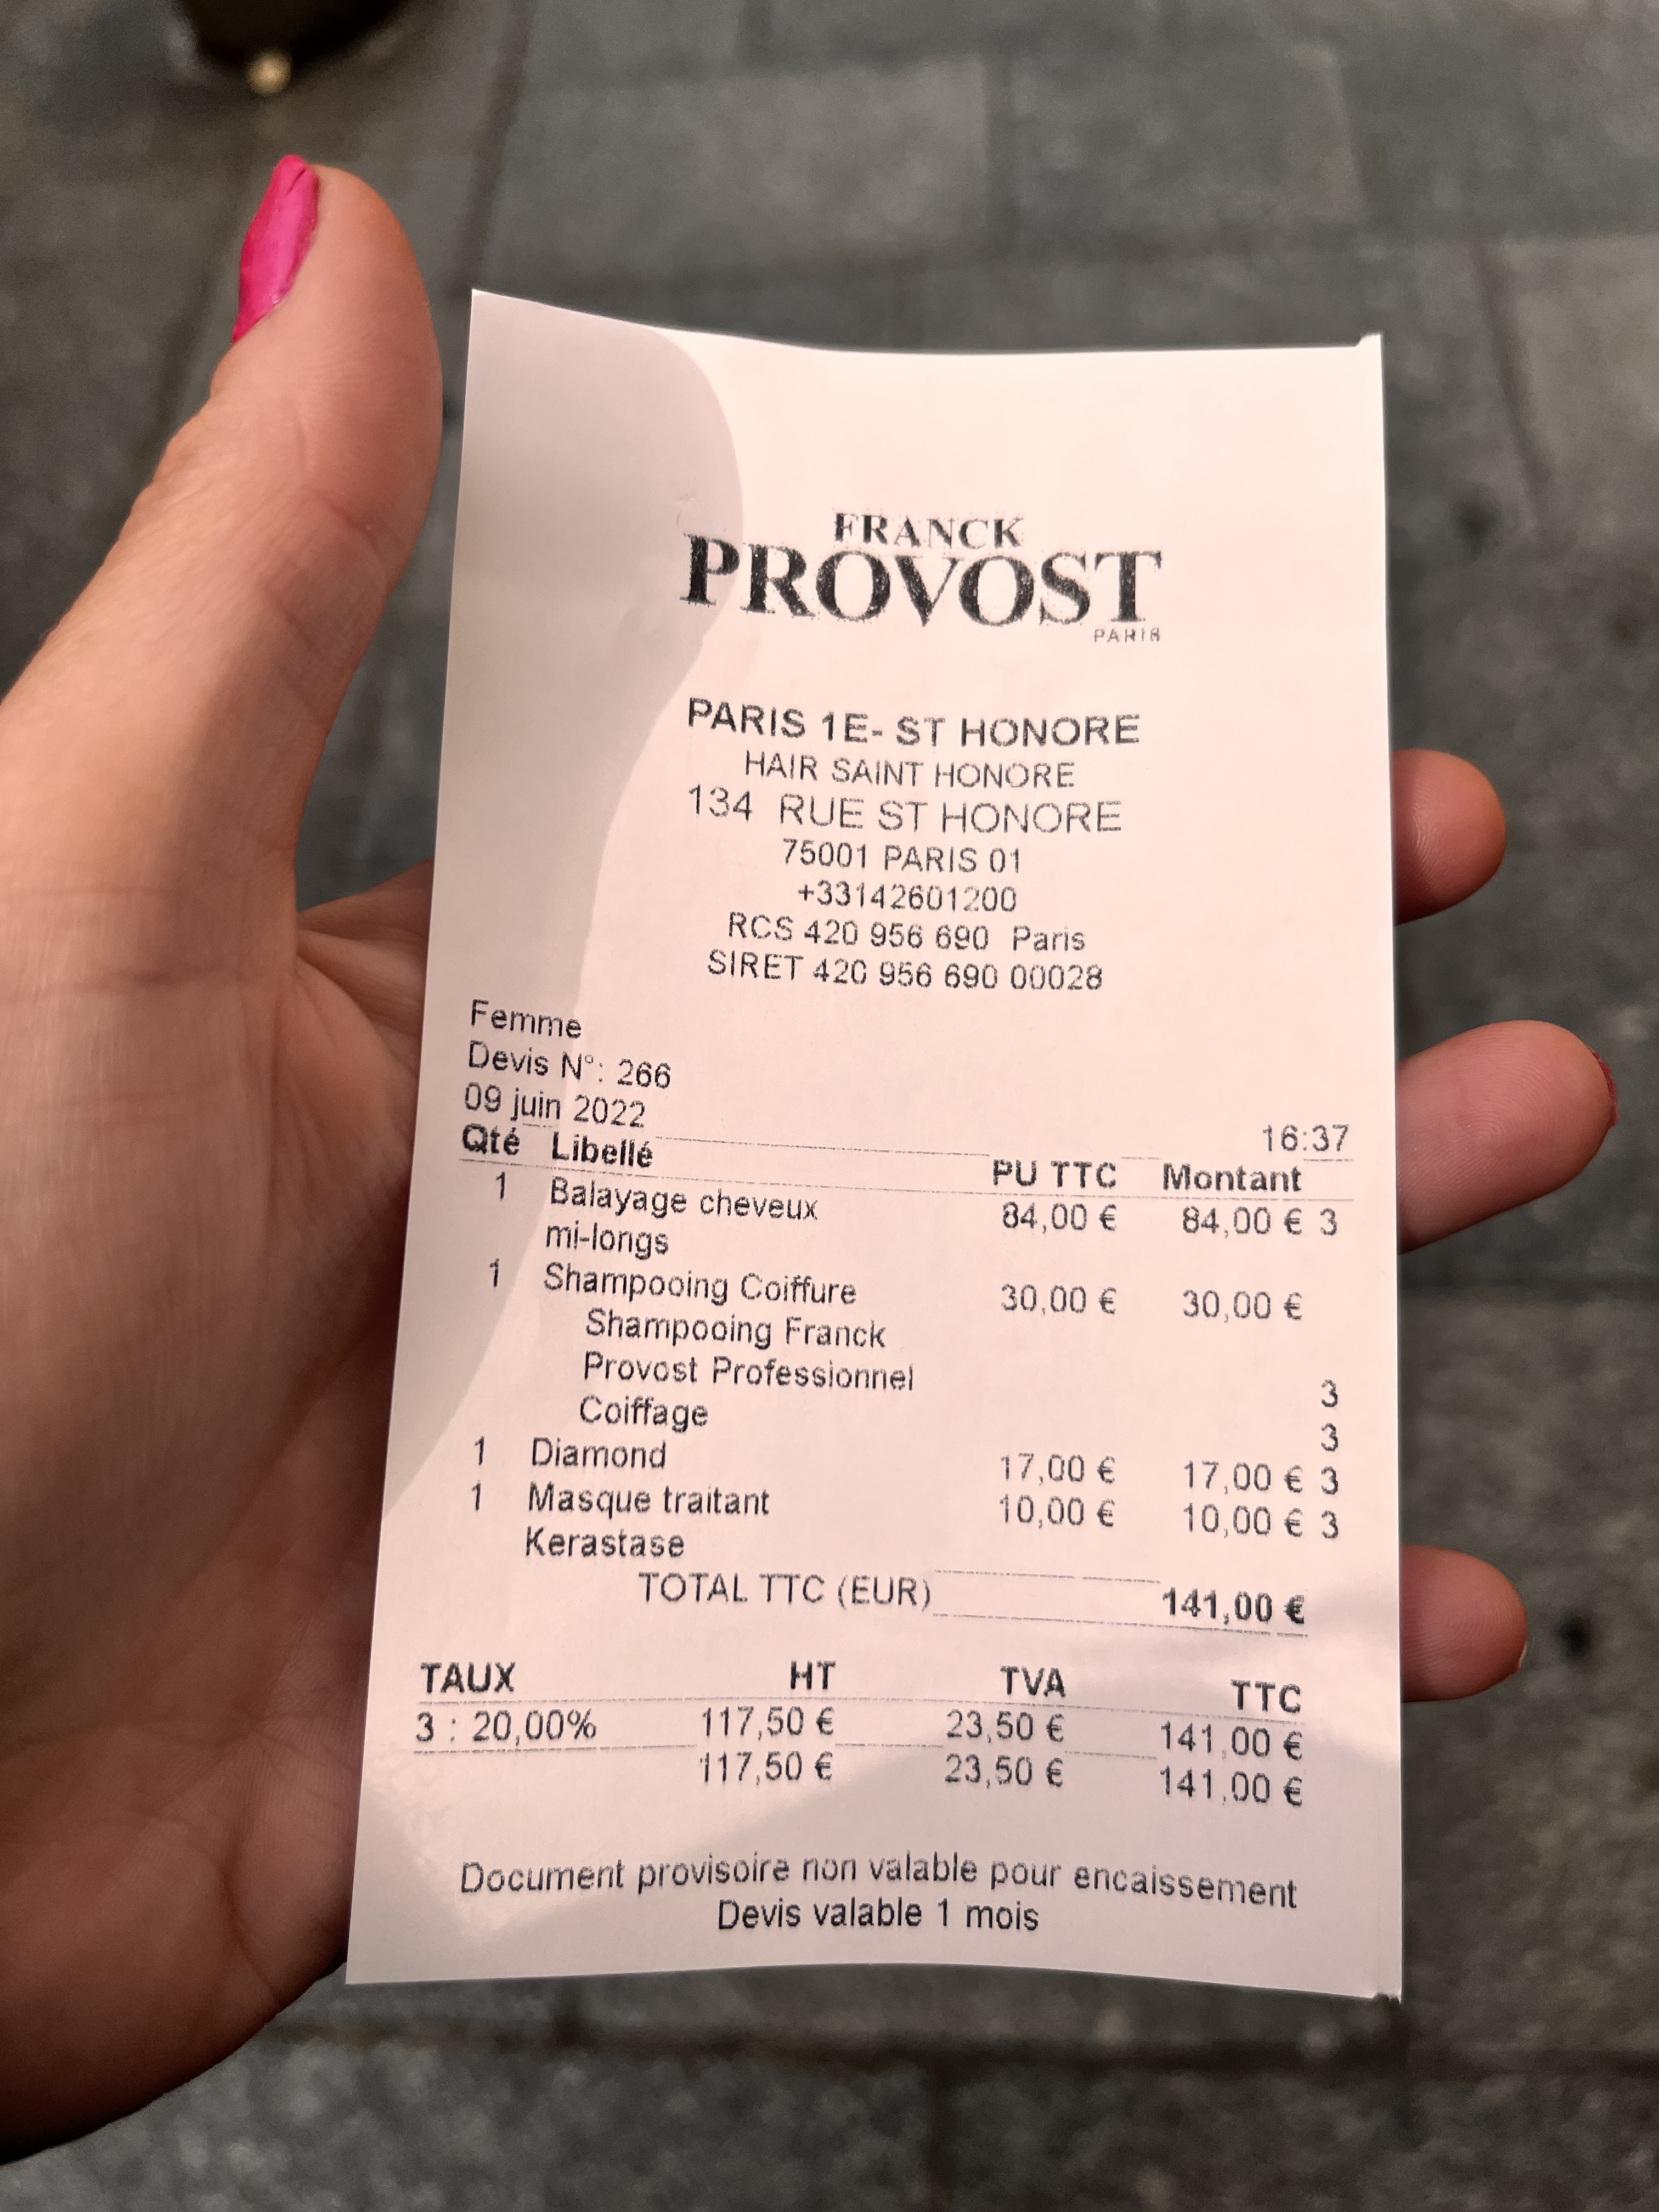 FRANCK
PROVOST
PARIS
PARIS 1E- ST HONORE
HAIR SAINT HONORE
134 RUE ST HONORE
75001 PARIS 01
+33142601200
RCS 420 956 690 Paris
SIRET 420 956 690 00028
Femme
Devis N°: 266
09 juin 2022 16:37
Qté Libellé PU TTC Montant
1 Balayage cheveux 84,00 € 84,00 € 3
mi-longs
1 Shampooing Coiffure 30,00 € 30,00 €
Shampooing Franck
Provost Professionnel 3
Coiffage 3
1 Diamond 17,00 € 17,00 € 3
1 Masque traitant 10,00 € 10,00 € 3
Kerastase
TOTAL TTC (EUR) 141,00 €
TAUX HT TVA TTC
3 : 20,00% 117,50 € 23,50 € 141,00 €
117,50 € 23,50 € 141,00 €
Document provisoire non valable pour encaissement
Devis valable 1 mois